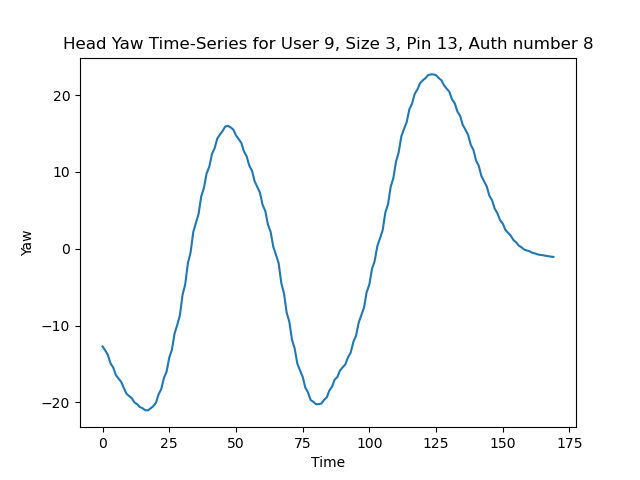 Head Yaw Time-Series for User 9, Size 3, Pin 13, Auth number 8
Yaw
20
10
0
−10
−20
0 25 50 75 100 125 150 175
Time